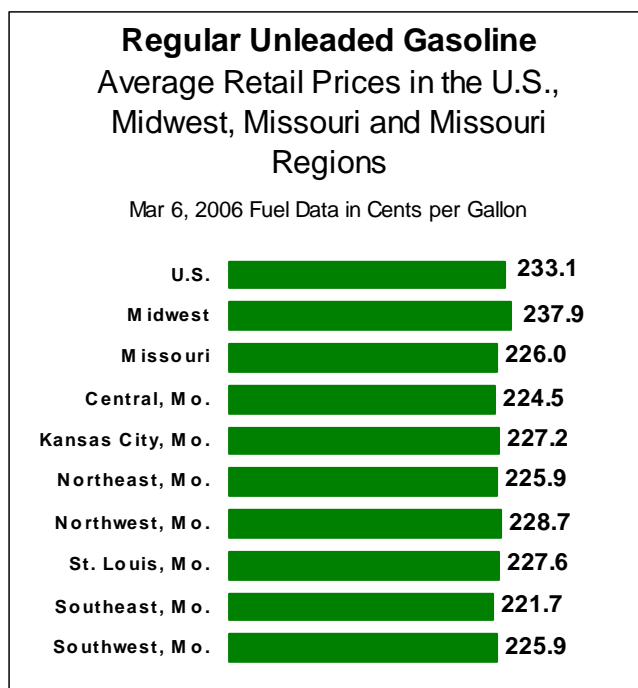 Regular Unleaded Gasoline
Average Retail Prices in the U.S.,
Midwest, Missouri and Missouri
Regions
Mar 6, 2006 Fuel Data in Cents per Gallon
U.S. 233.1
Midwest 237.9
Missouri 226.0
Central, Mo. 224.5
Kansas City, Mo. 227.2
Northeast, Mo. 225.9
Northwest, Mo. 228.7
St. Louis, Mo. 227.6
Southeast, Mo. 221.7
Southwest, Mo. 225.9